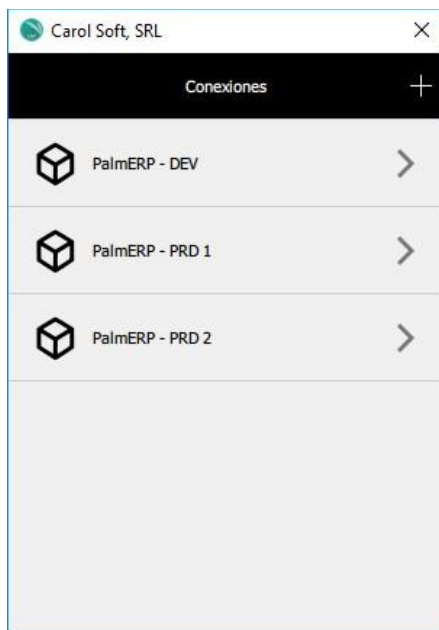 Carol Soft, SRL
Conexiones
PalmERP - DEV
PalmERP - PRD 1
PalmERP - PRD 2